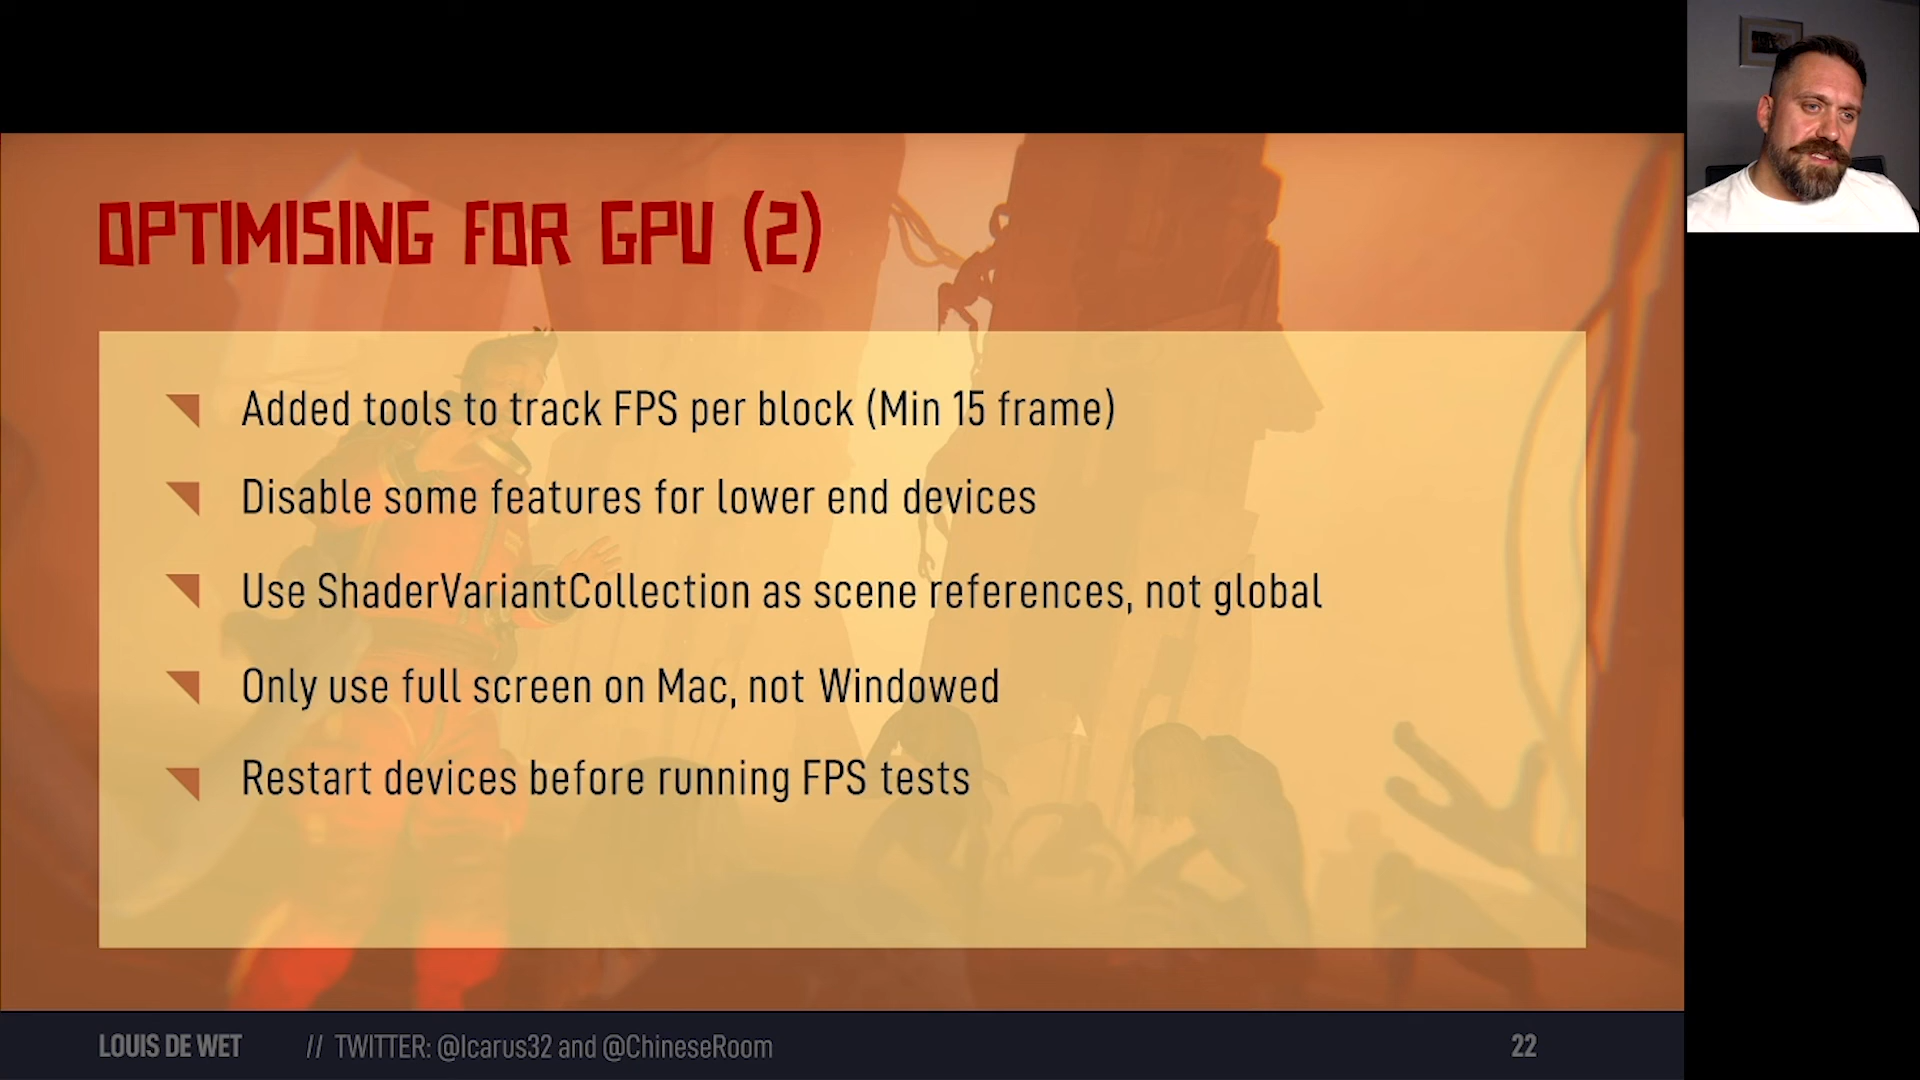 OPTIMISING FOR GPU (2)
Added tools to track FPS per block (Min 15 frame)
Disable some features for lower end devices
Use ShaderVariantCollection as scene references, not global
Only use full screen on Mac, not Windowed
Restart devices before running FPS tests
LOUIS DE WET // TWITTER: @Icarus32 and @ChineseRoom 22